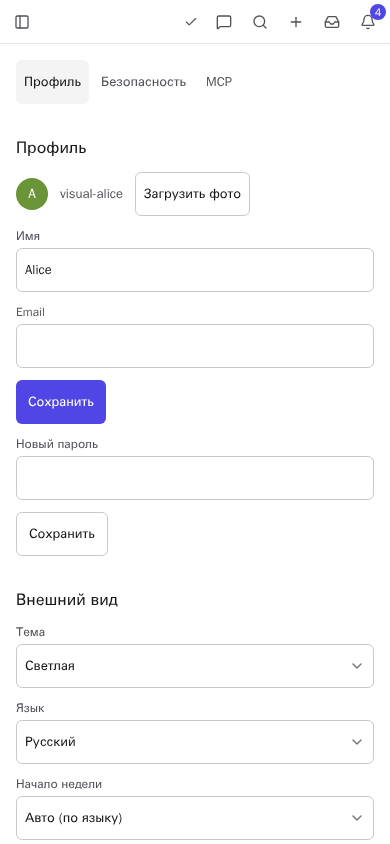 4
Профиль Безопасность MCP
Профиль
A visual-alice Загрузить фото
Имя
Alice
Email
Сохранить
Новый пароль
Сохранить
Внешний вид
Тема
Светлая
Язык
Русский
Начало недели
Авто (по языку)